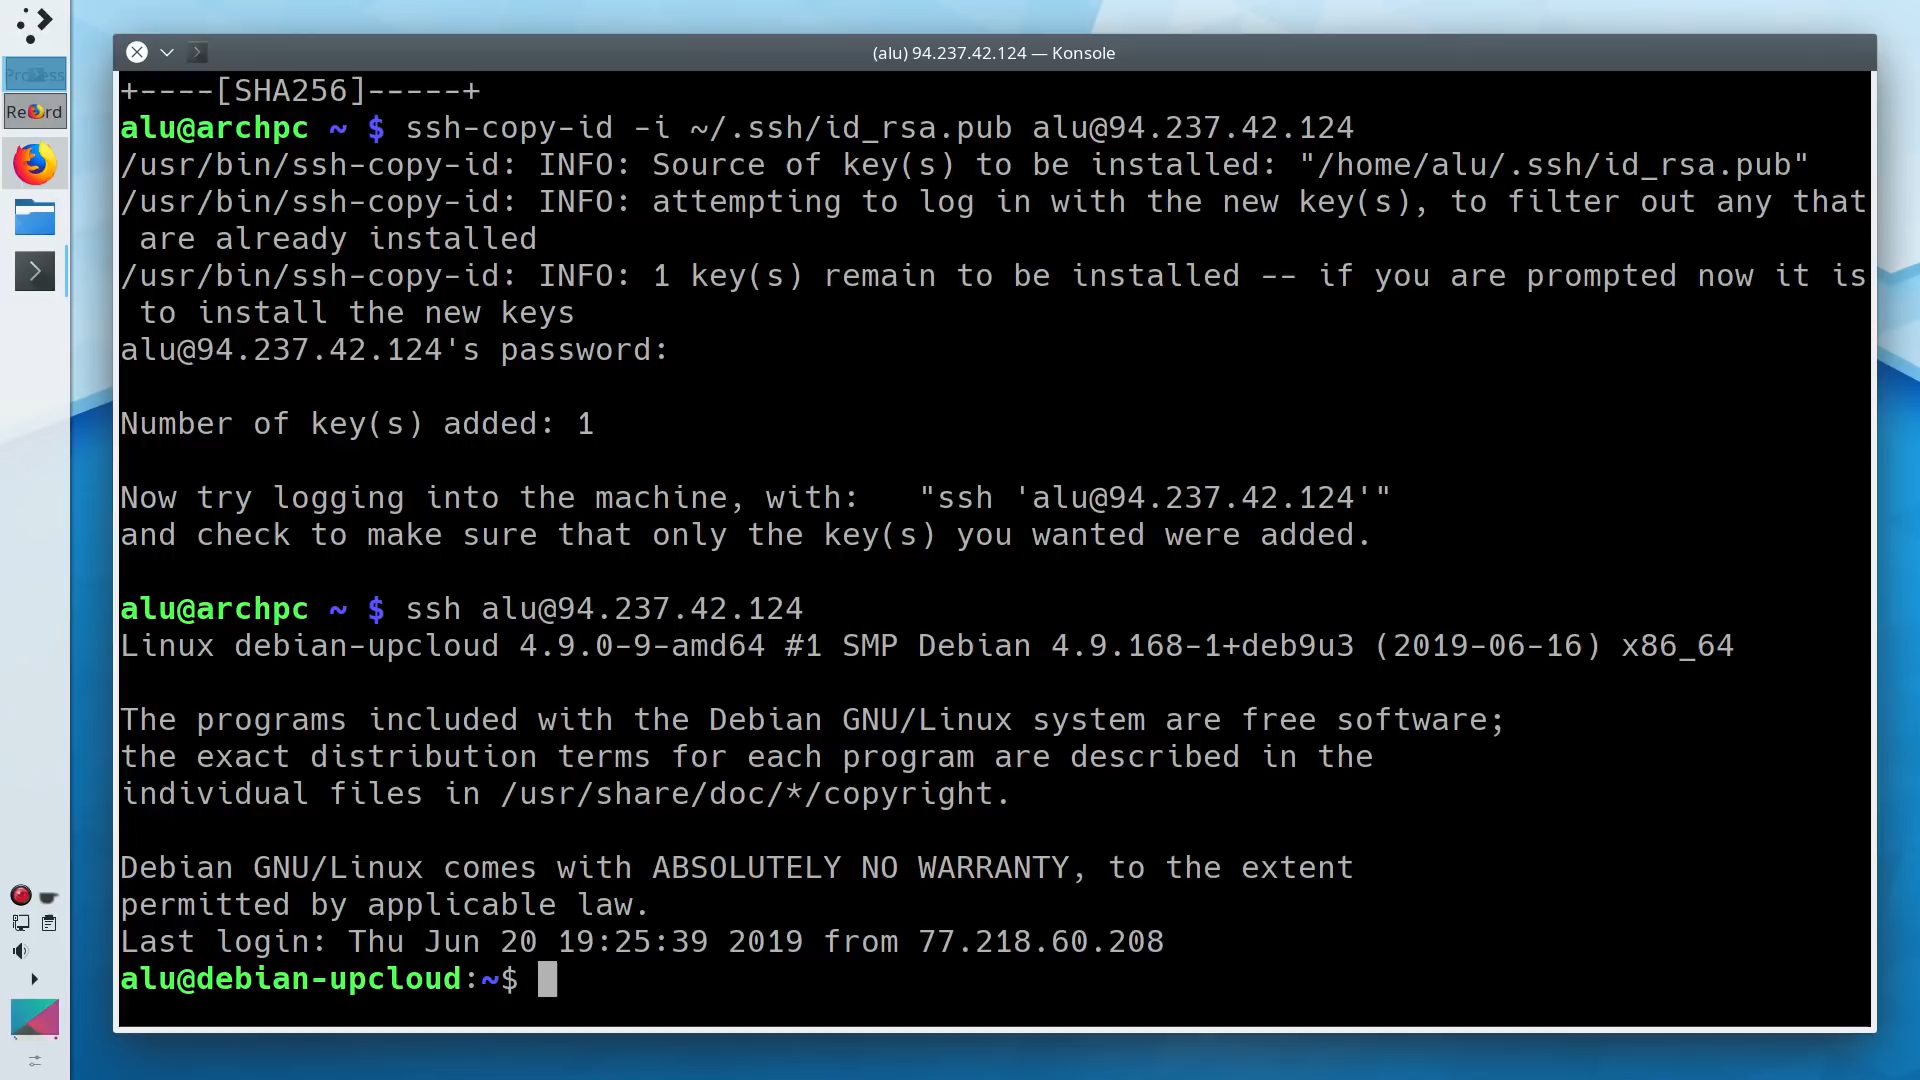 (alu) 94.237.42.124 — Konsole
Record
+----[SHA256]-----+
alu@archpc ~ $ ssh-copy-id -i ~/.ssh/id_rsa.pub alu@94.237.42.124
/usr/bin/ssh-copy-id: INFO: Source of key(s) to be installed: "/home/alu/.ssh/id_rsa.pub"
/usr/bin/ssh-copy-id: INFO: attempting to log in with the new key(s), to filter out any that
 are already installed
/usr/bin/ssh-copy-id: INFO: 1 key(s) remain to be installed -- if you are prompted now it is
 to install the new keys
alu@94.237.42.124's password:
Number of key(s) added: 1
Now try logging into the machine, with:   "ssh 'alu@94.237.42.124'"
and check to make sure that only the key(s) you wanted were added.
alu@archpc ~ $ ssh alu@94.237.42.124
Linux debian-upcloud 4.9.0-9-amd64 #1 SMP Debian 4.9.168-1+deb9u3 (2019-06-16) x86_64
The programs included with the Debian GNU/Linux system are free software;
the exact distribution terms for each program are described in the
individual files in /usr/share/doc/*/copyright.
Debian GNU/Linux comes with ABSOLUTELY NO WARRANTY, to the extent
permitted by applicable law.
Last login: Thu Jun 20 19:25:39 2019 from 77.218.60.208
alu@debian-upcloud:~$